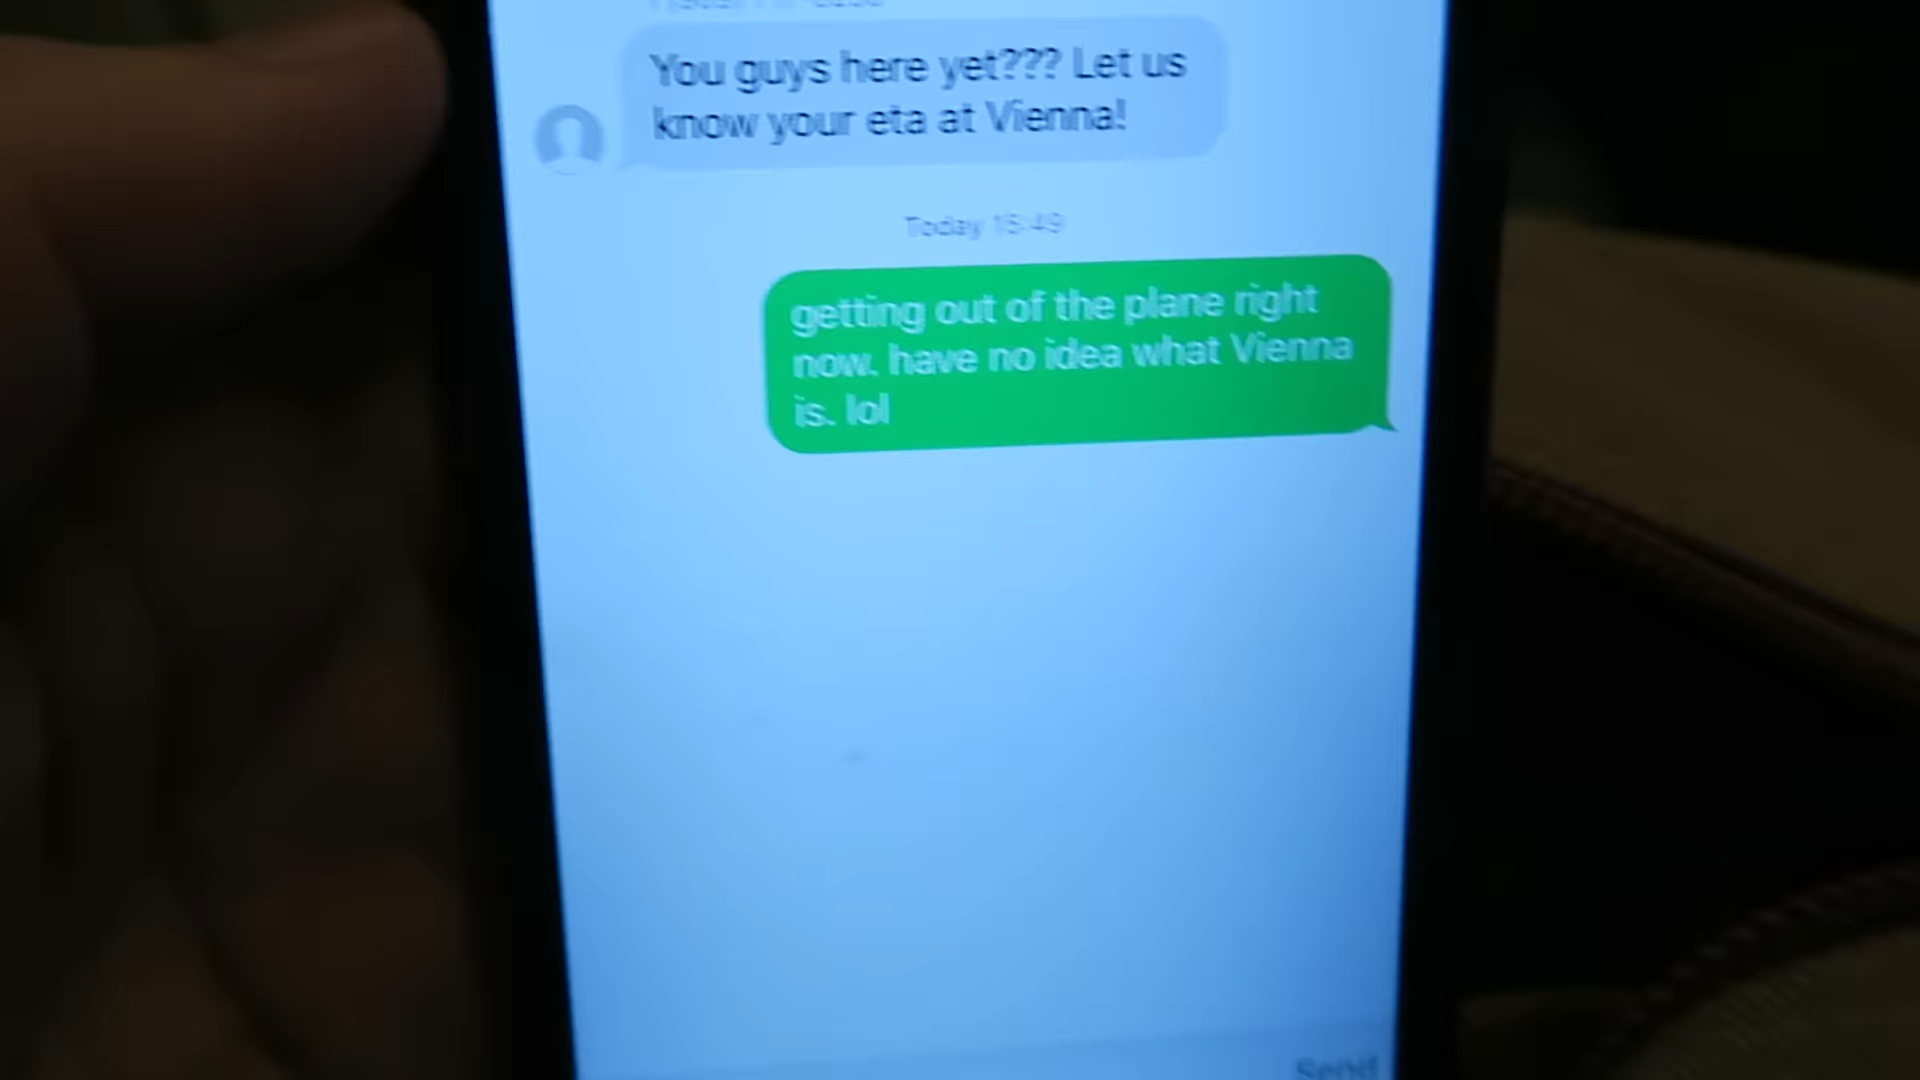 You guys here yet??? Let us
know your eta at Vienna!
Today 15:49
getting out of the plane right
now. have no idea what Vienna
is. lol
Send